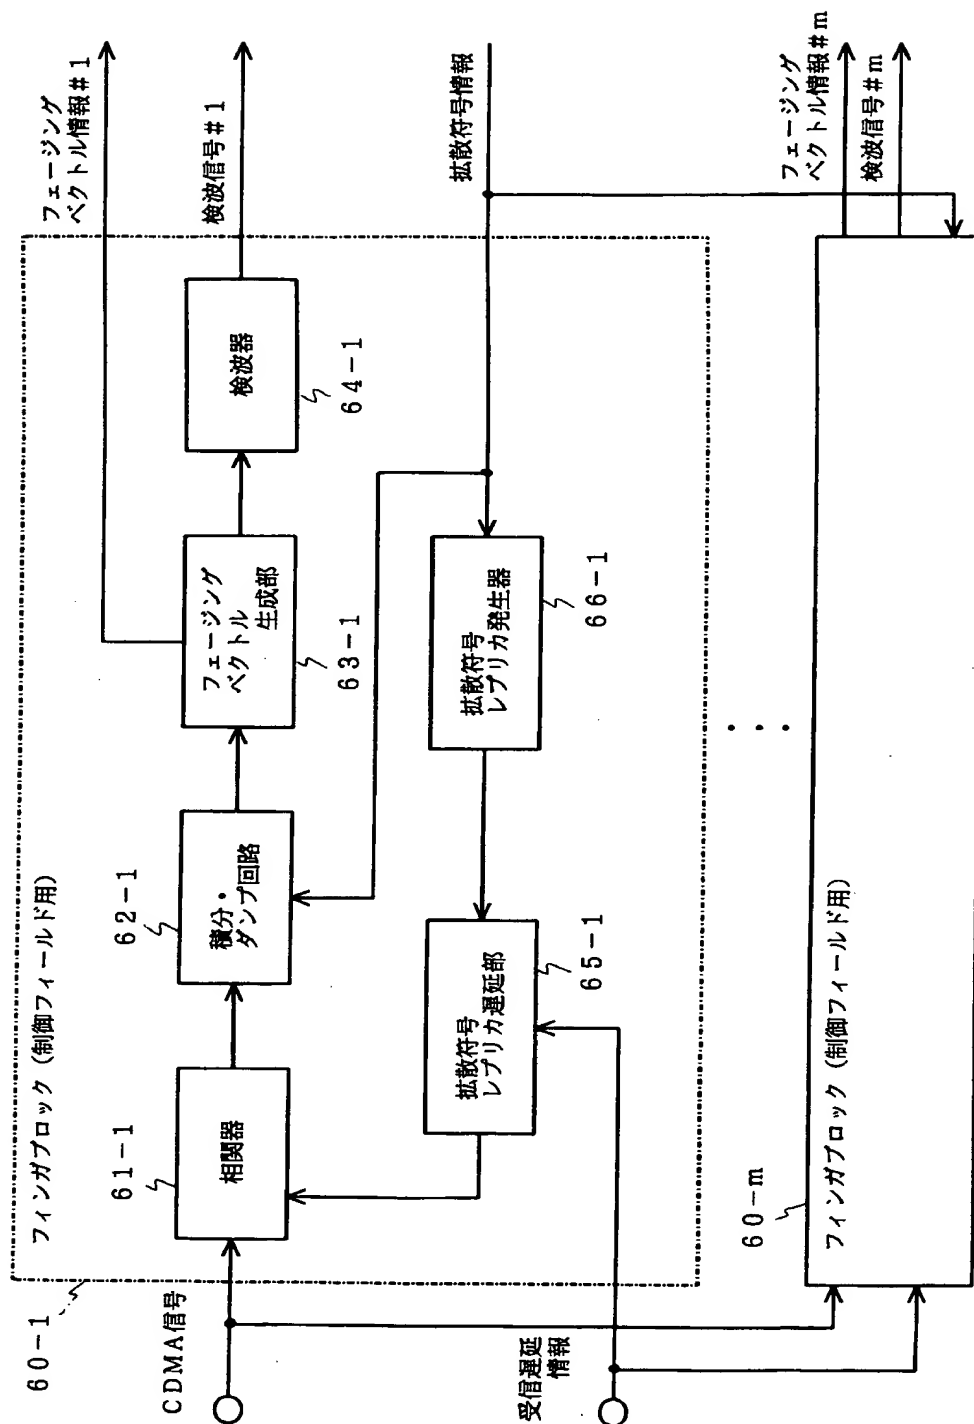 60-1
フィンガブロック（制御フィールド用）
CDMA信号
61-1
相関器
62-1
積分・
ダンプ回路
フェージング
ベクトル
生成部
63-1
検波器
64-1
フェージング
ベクトル情報#1
検波信号#1
拡散符号
レプリカ遅延部
65-1
拡散符号
レプリカ発生器
66-1
拡散符号情報
受信遅延
情報
60-m
フィンガブロック（制御フィールド用）
フェージング
ベクトル情報#m
検波信号#m